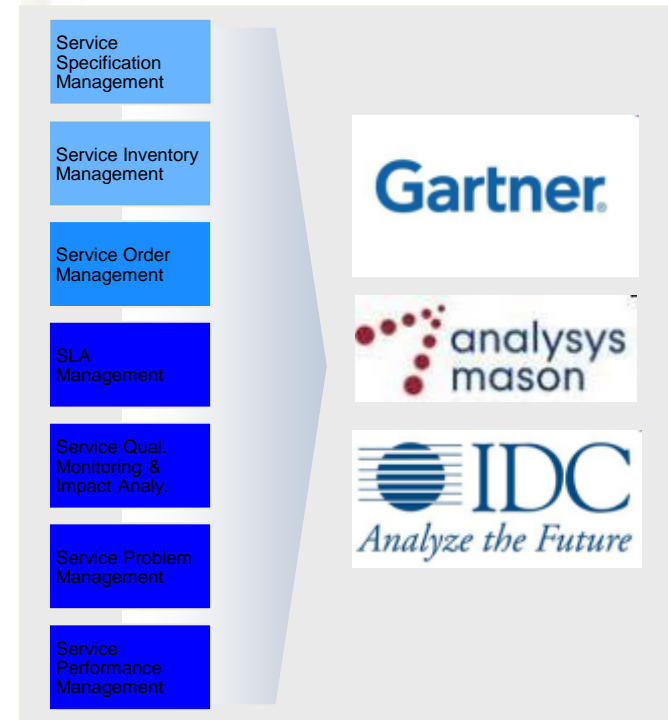 Service
Specification
Management
Service Inventory
Management
Service Order
Management
SLA
Management
Service Qual.
Monitoring &
Impact Analy.
Service Problem
Management
Service
Performance
Management
Gartner®
analysys
mason
IDC
Analyze the Future